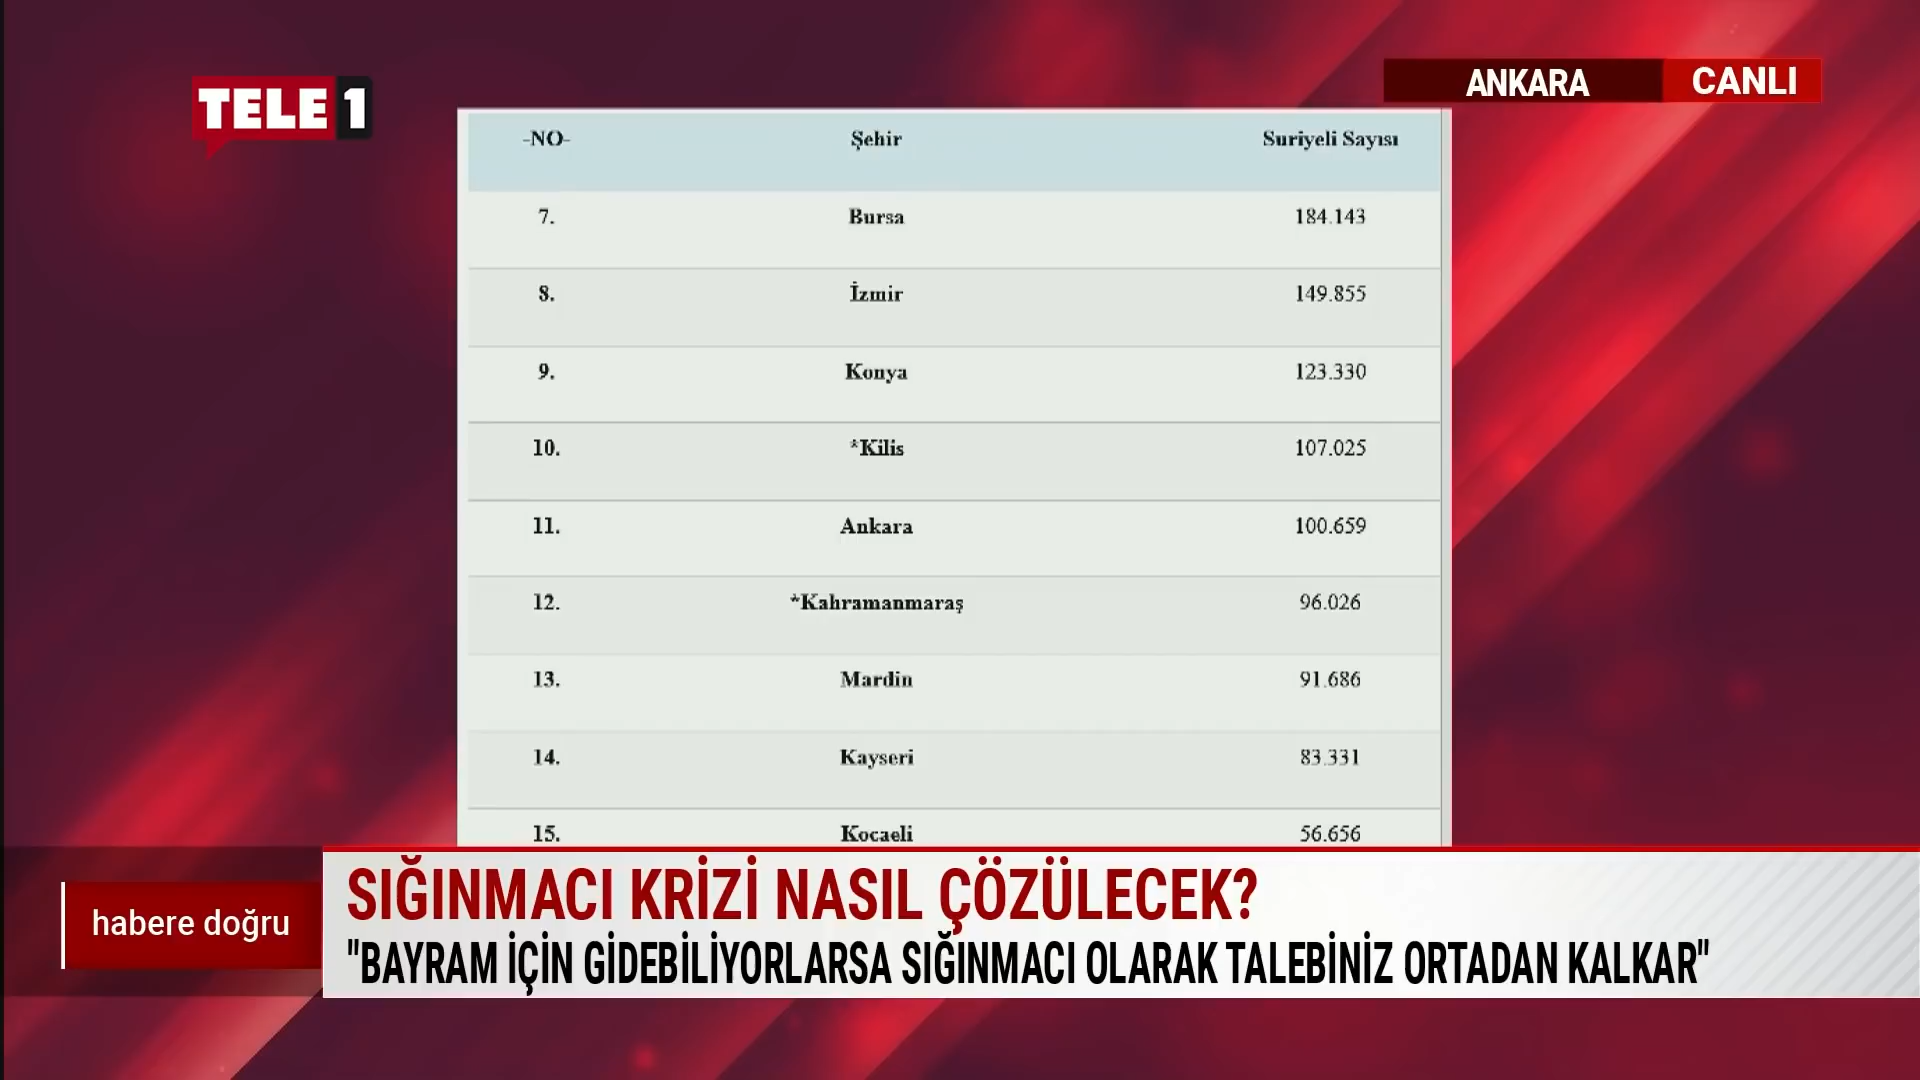 TELE 1
ANKARA CANLI
-NO- Şehir Suriyeli Sayısı
7. Bursa 184.143
8. İzmir 149.855
9. Konya 123.330
10. *Kilis 107.025
11. Ankara 100.659
12. *Kahramanmaraş 96.026
13. Mardin 91.686
14. Kayseri 83.331
15. Kocaeli 56.656
habere doğru
SIĞINMACI KRİZİ NASIL ÇÖZÜLECEK?
"BAYRAM İÇİN GİDEBİLİYORLARSA SIĞINMACI OLARAK TALEBİNİZ ORTADAN KALKAR"